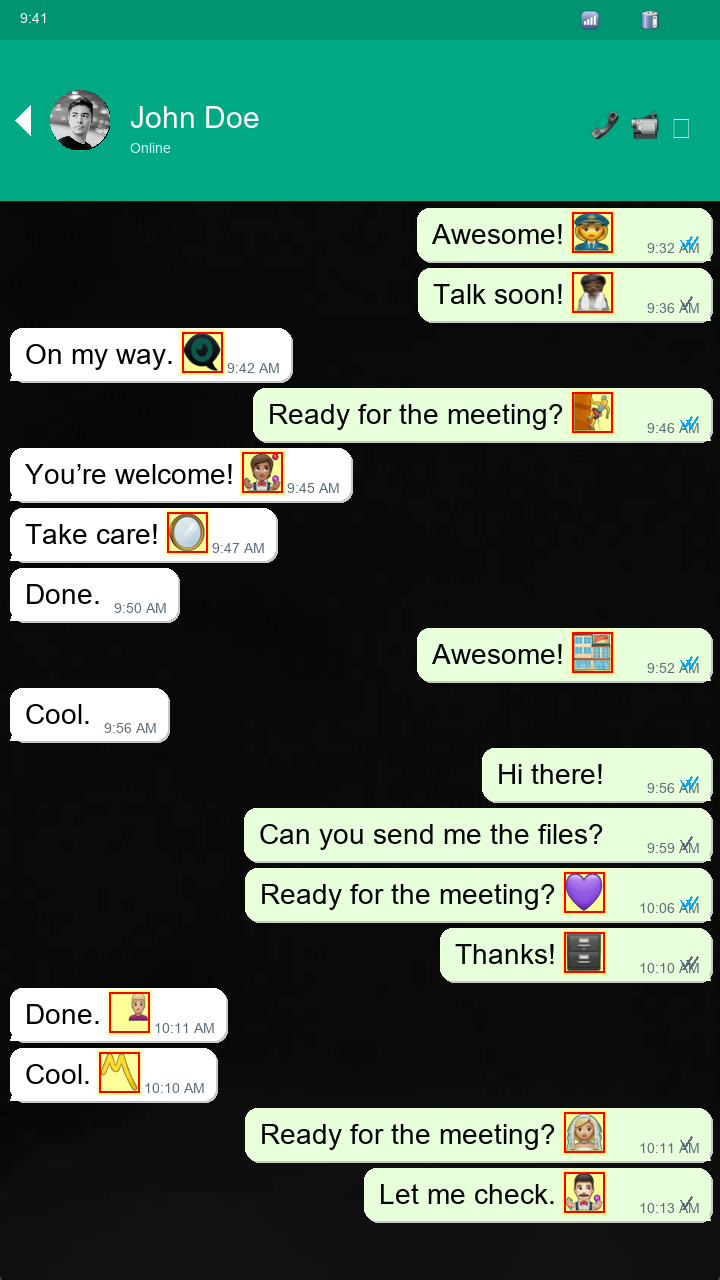 9:41
John Doe
Online
Awesome! 9:32 AM
Talk soon! 9:36 AM
On my way. 9:42 AM
Ready for the meeting? 9:46 AM
You’re welcome! 9:45 AM
Take care! 9:47 AM
Done. 9:50 AM
Awesome! 9:52 AM
Cool. 9:56 AM
Hi there! 9:56 AM
Can you send me the files? 9:59 AM
Ready for the meeting? 10:06 AM
Thanks! 10:10 AM
Done. 10:11 AM
Cool. 10:10 AM
Ready for the meeting? 10:11 AM
Let me check. 10:13 AM